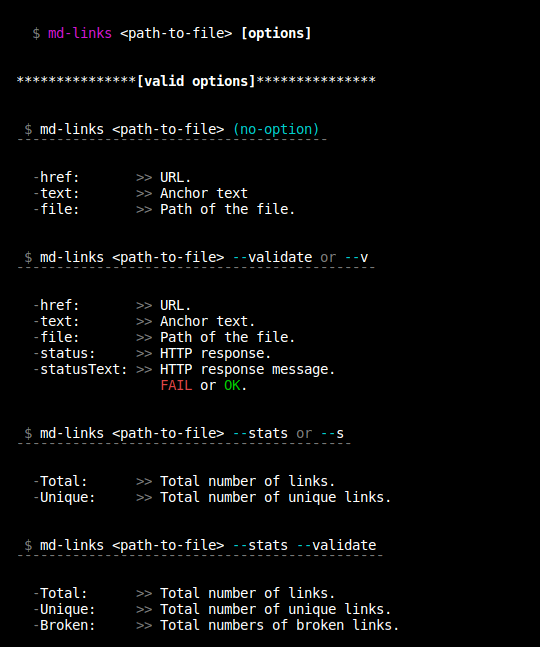 $ md-links <path-to-file> [options]
***************[valid options]***************
$ md-links <path-to-file> (no-option)
---------------------------------------
-href: >> URL.
-text: >> Anchor text
-file: >> Path of the file.
$ md-links <path-to-file> --validate or --v
---------------------------------------------
-href: >> URL.
-text: >> Anchor text.
-file: >> Path of the file.
-status: >> HTTP response.
-statusText: >> HTTP response message.
FAIL or OK.
$ md-links <path-to-file> --stats or --s
------------------------------------------
-Total: >> Total number of links.
-Unique: >> Total number of unique links.
$ md-links <path-to-file> --stats --validate
----------------------------------------------
-Total: >> Total number of links.
-Unique: >> Total number of unique links.
-Broken: >> Total numbers of broken links.